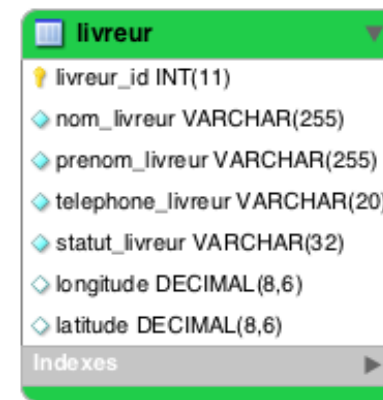 livreur
livreur_id INT(11)
nom_livreur VARCHAR(255)
prenom_livreur VARCHAR(255)
telephone_livreur VARCHAR(20)
statut_livreur VARCHAR(32)
longitude DECIMAL(8,6)
latitude DECIMAL(8,6)
Indexes